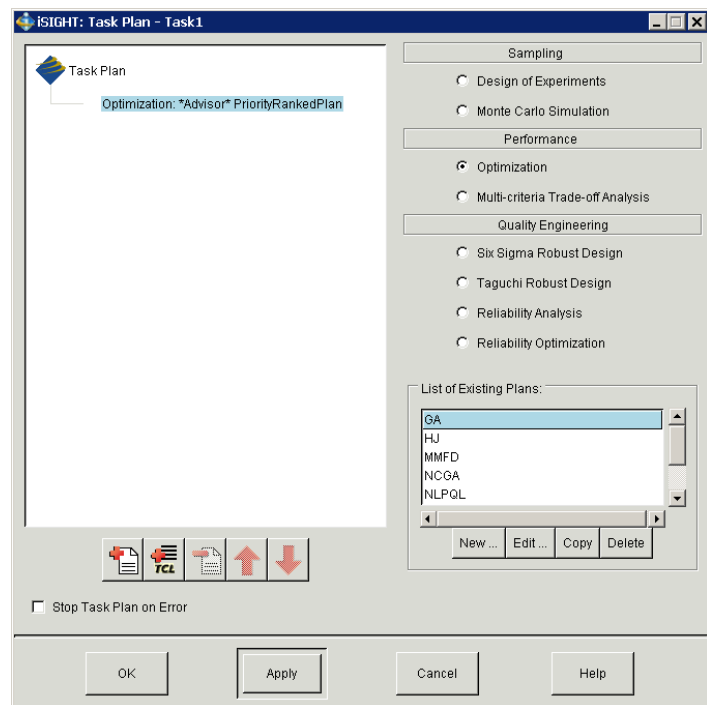 iSIGHT: Task Plan - Task1
Task Plan
Optimization: *Advisor* PriorityRankedPlan
Sampling
Design of Experiments
Monte Carlo Simulation
Performance
Optimization
Multi-criteria Trade-off Analysis
Quality Engineering
Six Sigma Robust Design
Taguchi Robust Design
Reliability Analysis
Reliability Optimization
List of Existing Plans:
GA
HJ
MMFD
NCGA
NLPQL
New ... Edit ... Copy Delete
TCL
Stop Task Plan on Error
OK Apply Cancel Help